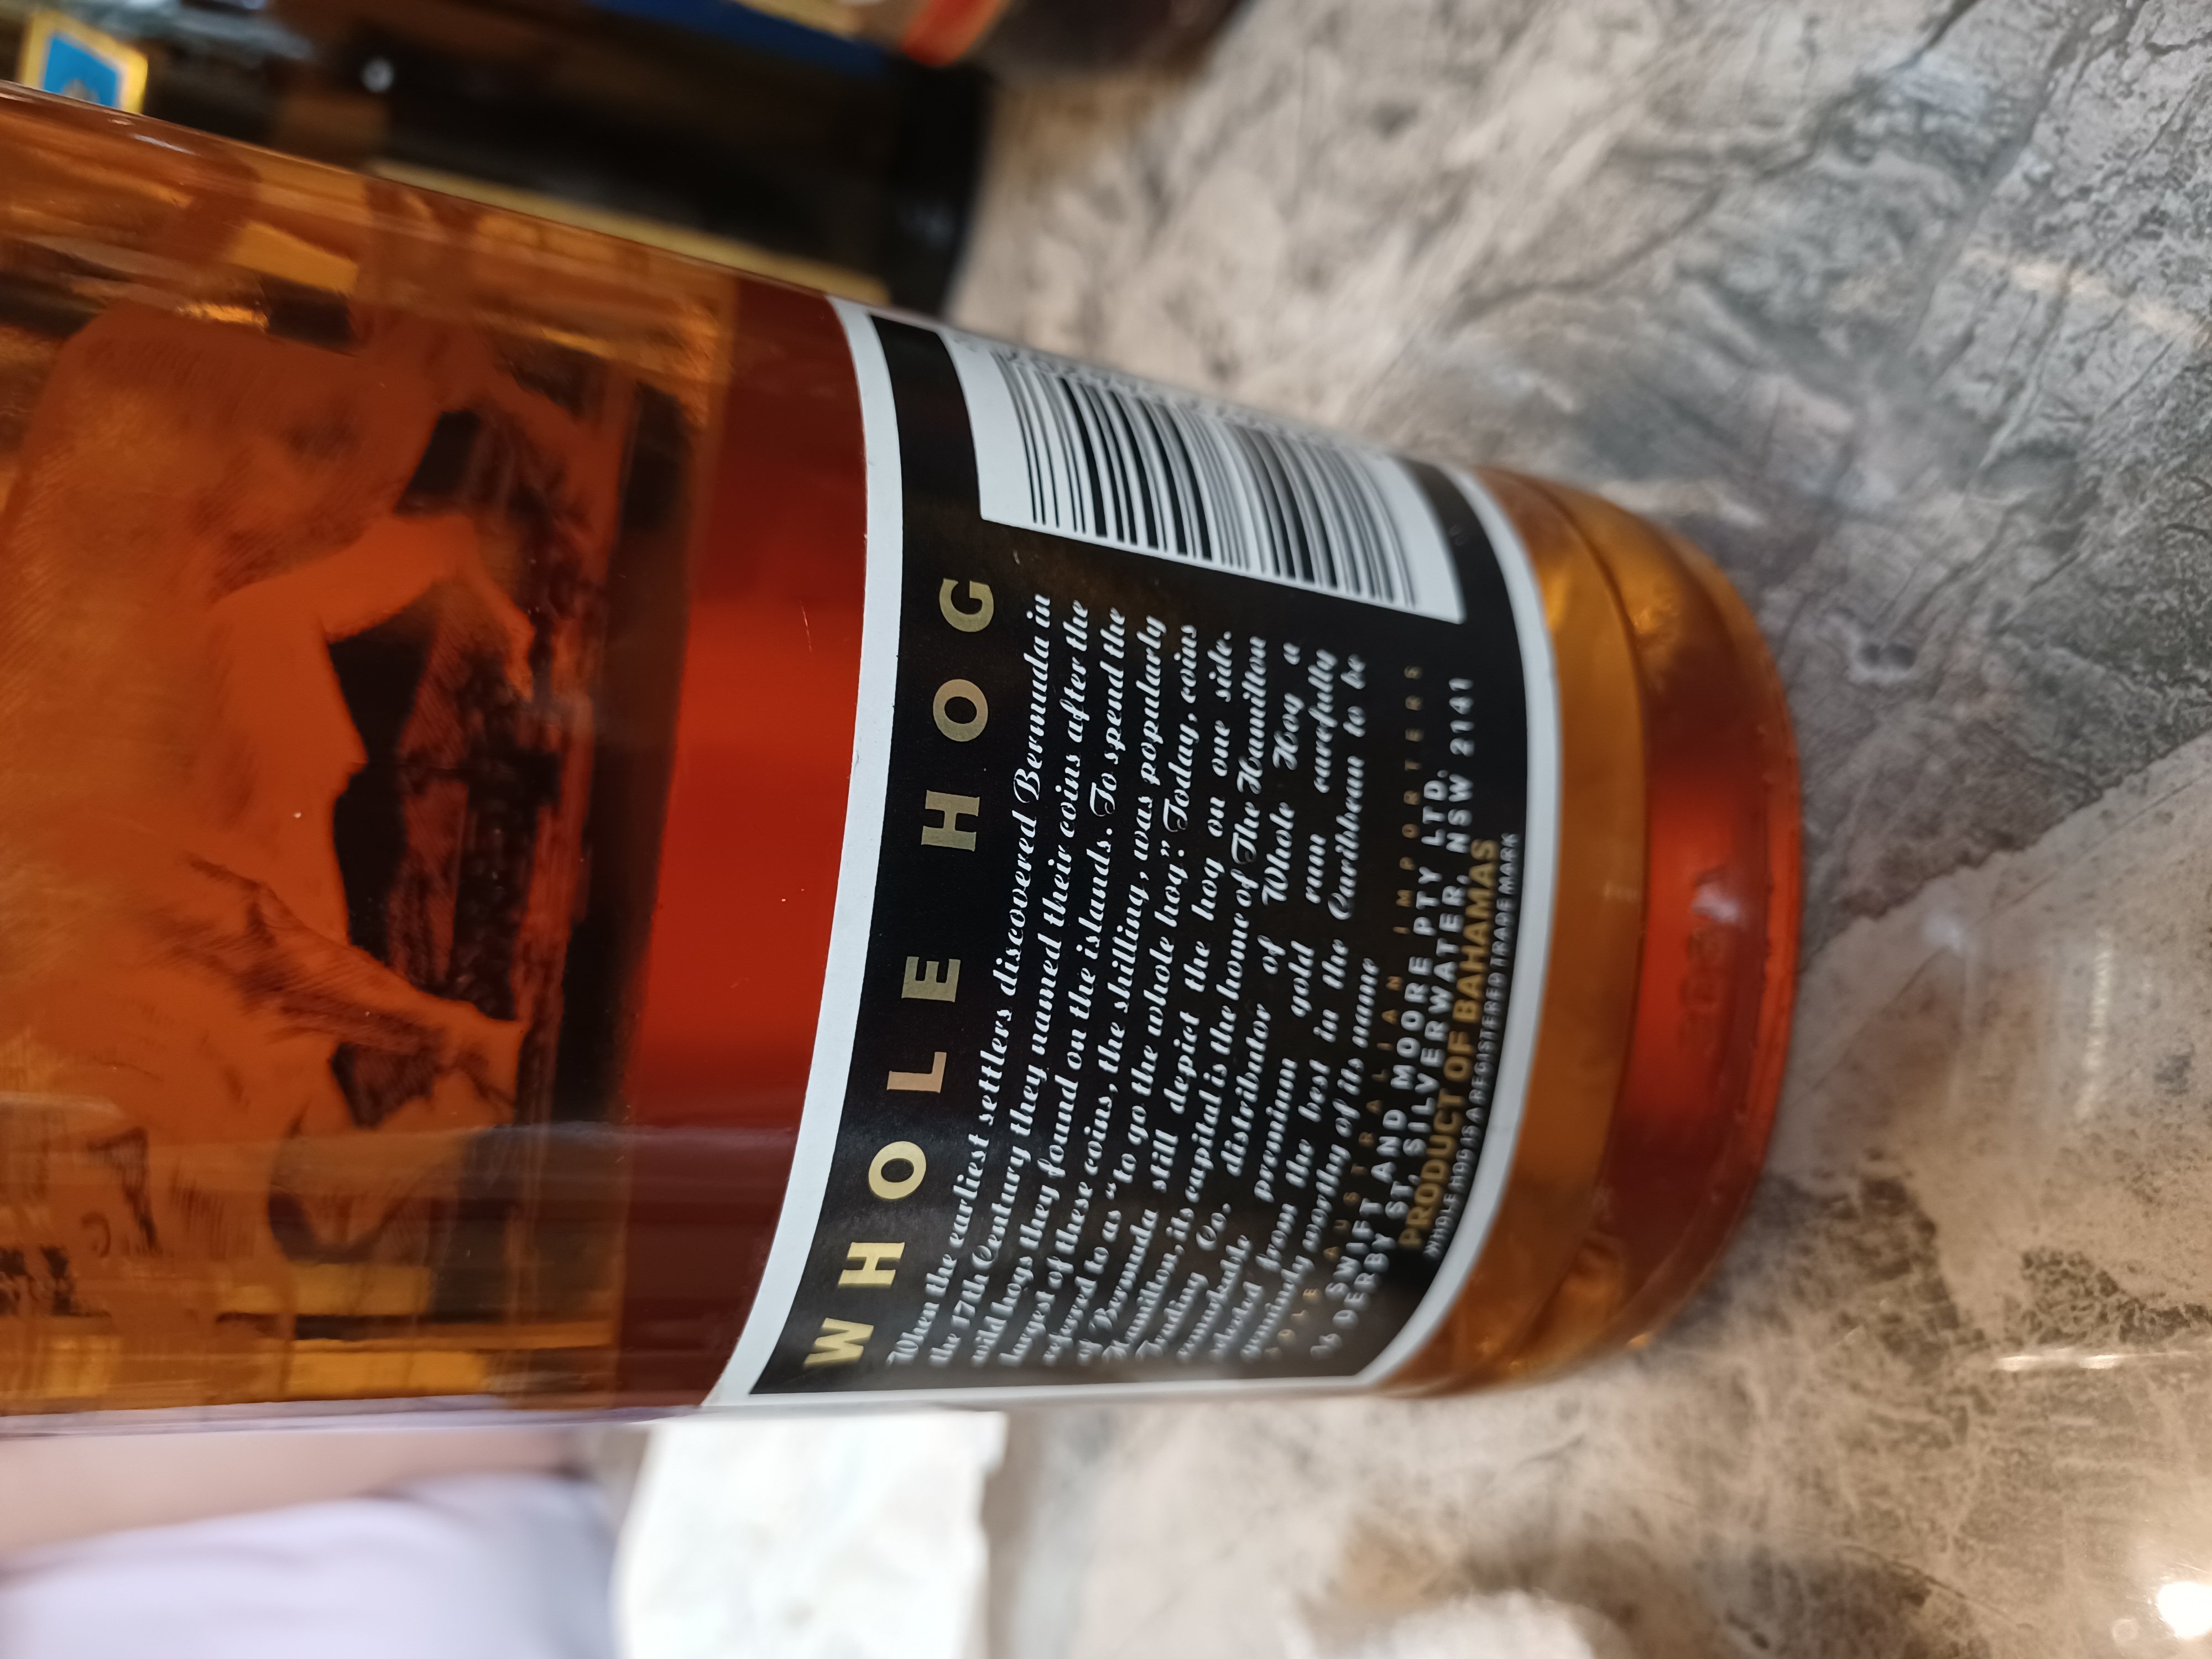 WHOLE HOG
When the earliest settlers discovered Bermuda in
the 17th Century they named their coins after the
wild hogs they found on the islands. To spend the
largest of these coins, the shilling, was popularly
referred to as "to go the whole hog". Today, coins
of Bermuda still depict the hog on one side.
Hamilton, its capital is the home of The Hamilton
Trading Co. distributor of Whole Hog a
remarkable premium gold rum carefully
selected from the best in the Caribbean to be
genuinely worthy of its name
SOLE AUSTRALIAN IMPORTERS
SWIFT AND MOORE PTY LTD.
DERBY ST, SILVERWATER, NSW 2141
PRODUCT OF BAHAMAS
WHOLE HOG IS A REGISTERED TRADE MARK